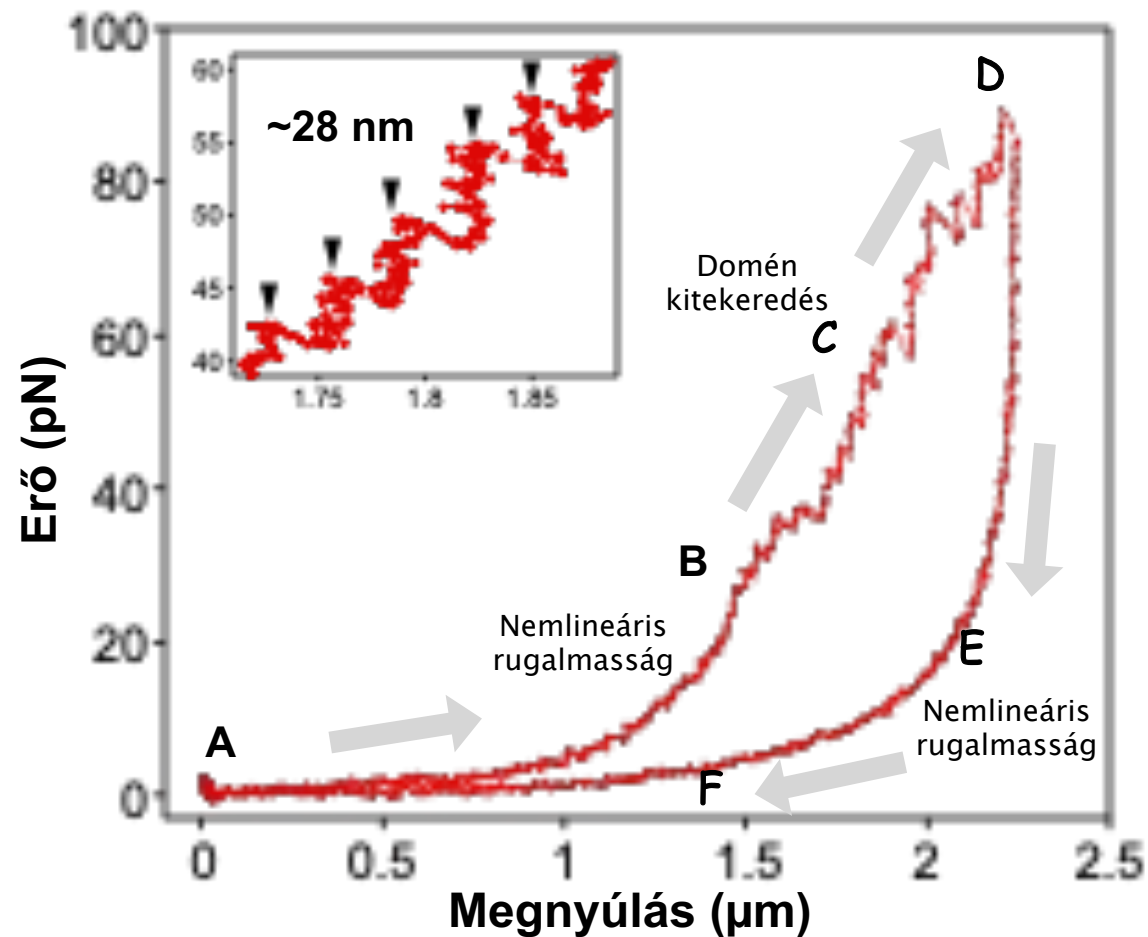 100
80
60
40
20
0
Erő (pN)
60
55
50
45
40
~28 nm
1.75 1.8 1.85
D
Domén
kitekeredés
C
B
Nemlineáris
rugalmasság
E
Nemlineáris
rugalmasság
A
F
0 0.5 1 1.5 2 2.5
Megnyúlás (µm)